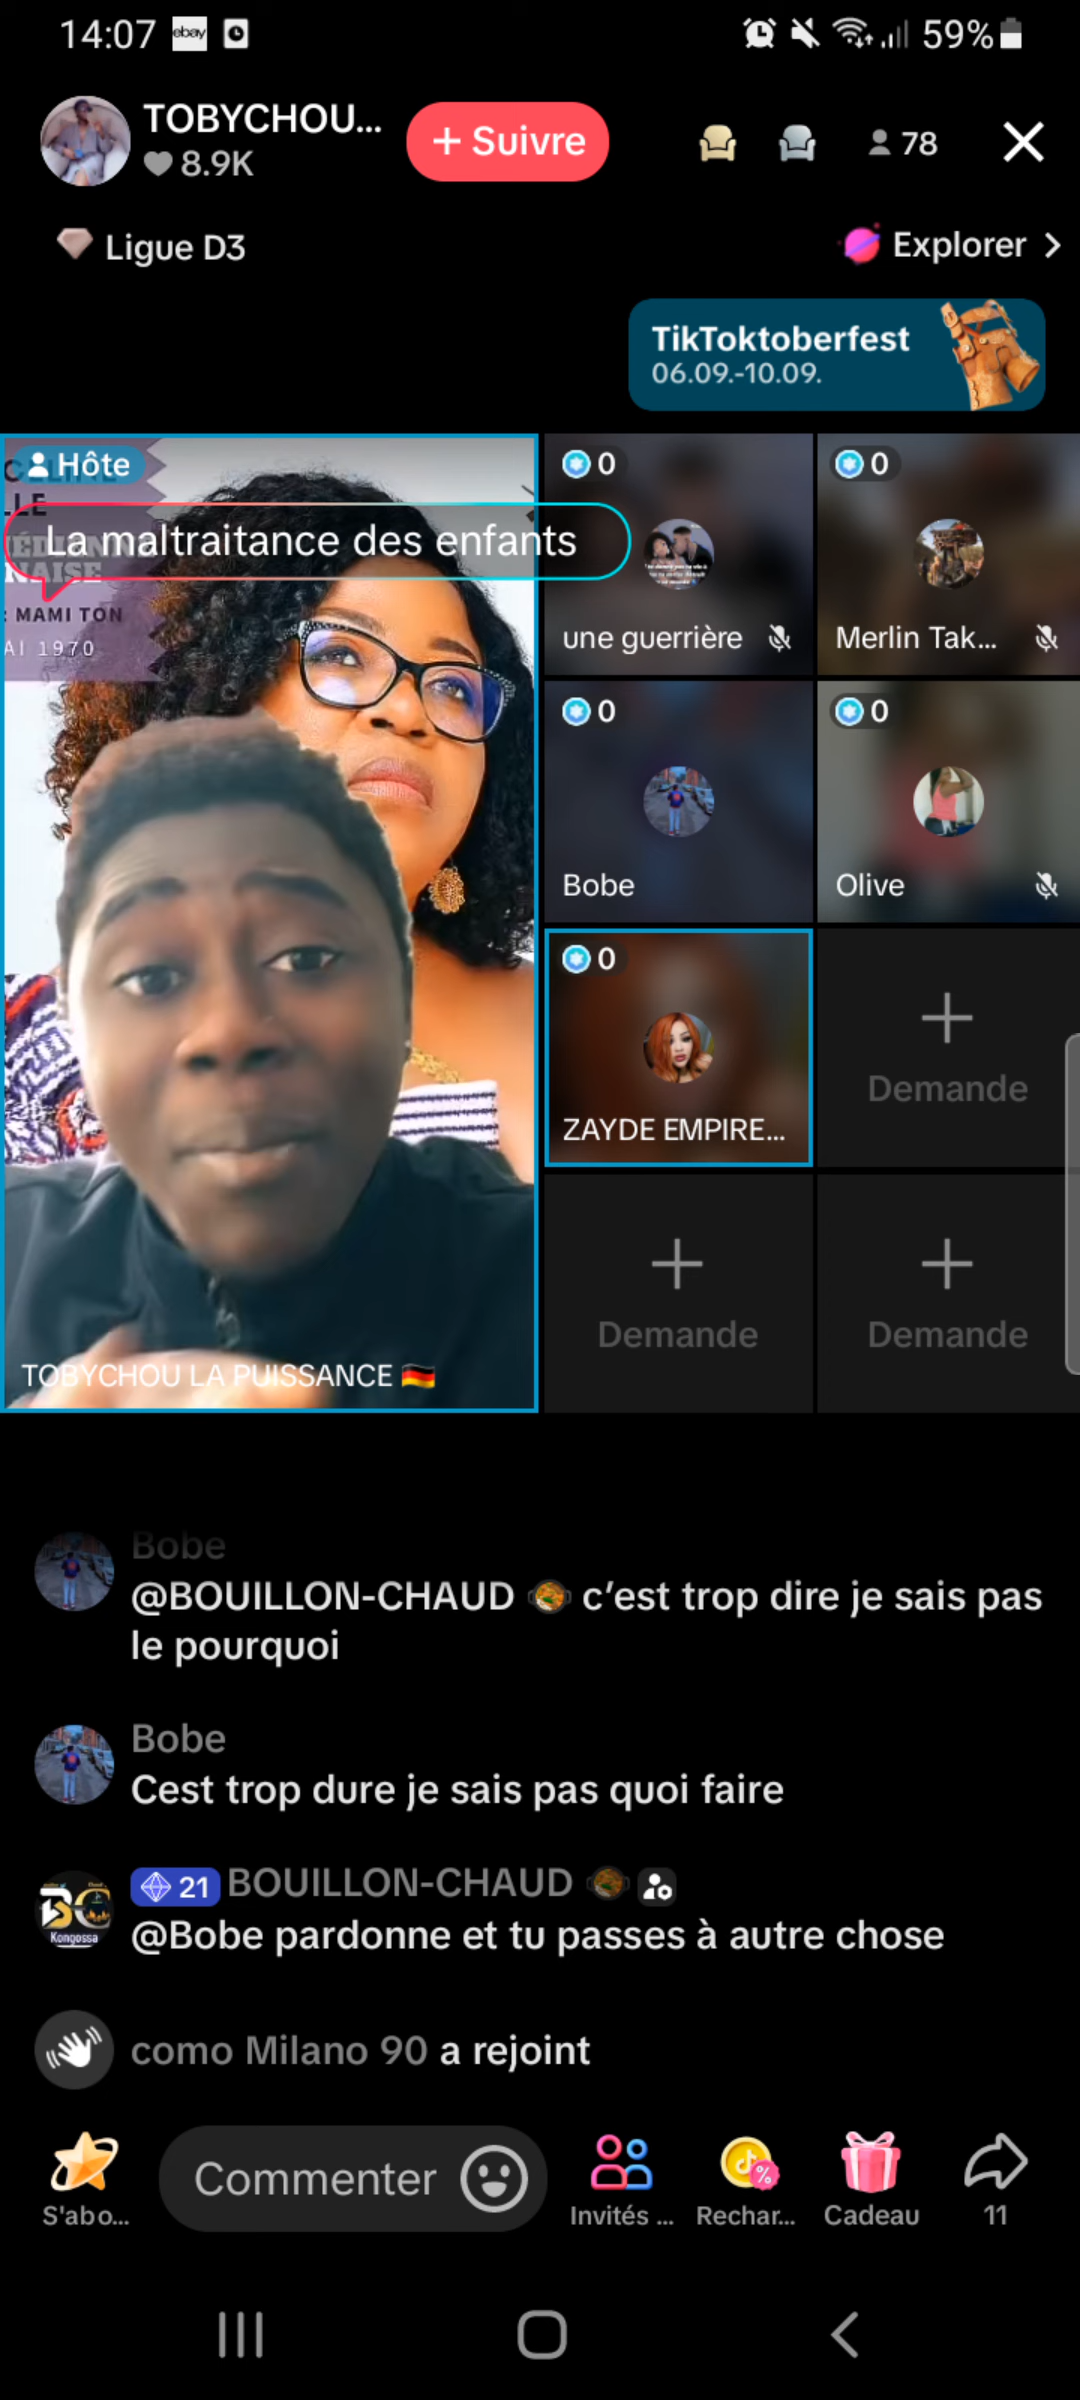 14:07 ebay 59%
TOBYCHOU... + Suivre 78
8.9K
Ligue D3 Explorer
TikToktoberfest
06.09.-10.09.
Hôte
LLE
La maltraitance des enfants
NAISE
: MAMI TON
AI 1970
0
une guerrière
0
Merlin Tak...
0
Bobe
0
Olive
0
ZAYDE EMPIRE...
Demande
Demande
Demande
TOBYCHOU LA PUISSANCE
Bobe
@BOUILLON-CHAUD c’est trop dire je sais pas
le pourquoi
Bobe
Cest trop dure je sais pas quoi faire
21 BOUILLON-CHAUD
@Bobe pardonne et tu passes à autre chose
Kongossa
como Milano 90 a rejoint
Commenter
S'abo... Invités ... Rechar... Cadeau 11